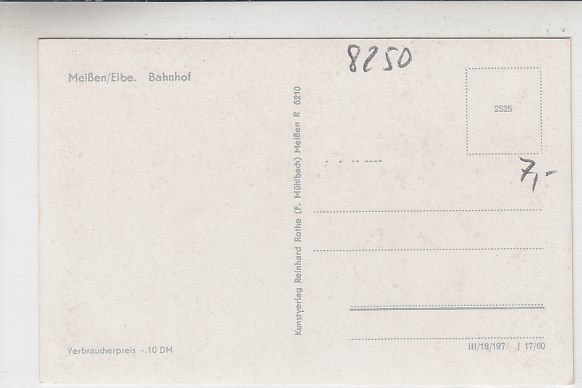 8250
Meißen/Elbe. Bahnhof
2525
7,-
Kunstverlag Reinhard Rothe (F. Mühlbach) Meißen R 6210
Verbraucherpreis -.10 DM
III/18/197 J 17/60